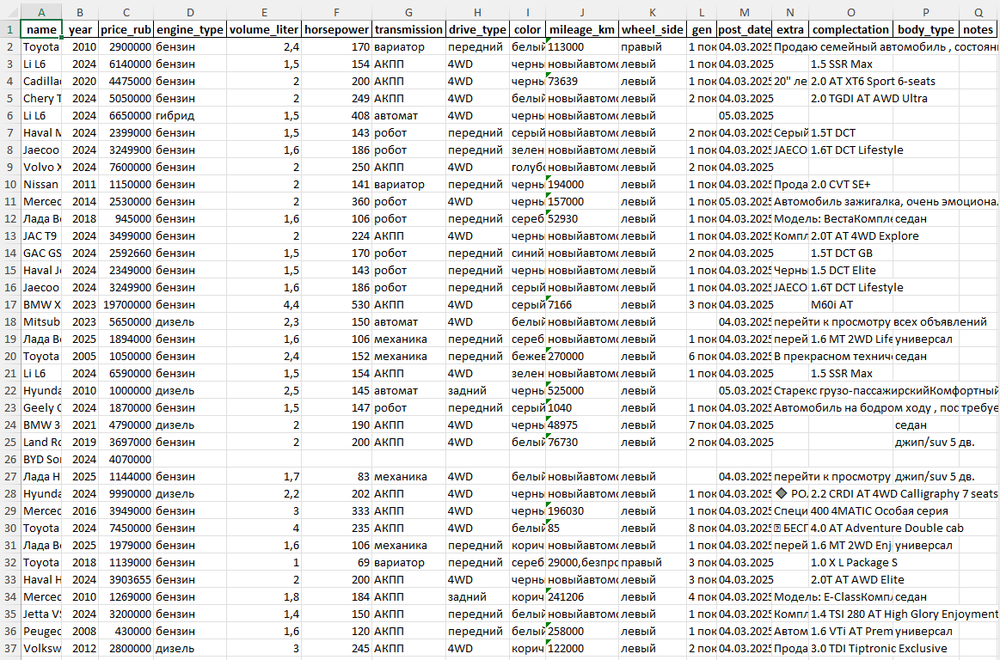 A B C D E F G H I J K L M N O P Q
1 name year price_rub engine_type volume_liter horsepower transmission drive_type color mileage_km wheel_side gen post_date extra complectation body_type notes
2 Toyota 2010 2900000 бензин 2,4 170 вариатор передний белый 113000 правый 1 пок 04.03.2025 Продаю семейный автомобиль , состоян
3 Li L6 2024 6140000 бензин 1,5 154 АКПП 4WD черны новыйавтомо левый 1 пок 04.03.2025 1.5 SSR Max
4 Cadillac 2020 4475000 бензин 2 200 АКПП 4WD черны 73639 левый 1 пок 04.03.2025 20" ле 2.0 AT XT6 Sport 6-seats
5 Chery T 2024 5050000 бензин 2 249 АКПП 4WD белый новыйавтомо левый 2 пок 04.03.2025 2.0 TGDI AT AWD Ultra
6 Li L6 2024 6650000 гибрид 1,5 408 автомат 4WD черны новыйавтомо левый 05.03.2025
7 Haval M 2024 2399000 бензин 1,5 143 робот передний серый новыйавтомо левый 2 пок 04.03.2025 Серый 1.5T DCT
8 Jaecoo 2024 3249900 бензин 1,6 186 робот передний зелен новыйавтомо левый 1 пок 04.03.2025 JAECO 1.6T DCT Lifestyle
9 Volvo X 2024 7600000 бензин 2 250 АКПП 4WD голубо новыйавтомо левый 2 пок 04.03.2025
10 Nissan 2011 1150000 бензин 2 141 вариатор передний черны 194000 левый 1 пок 04.03.2025 Прода 2.0 CVT SE+
11 Merced 2014 2530000 бензин 2 360 робот 4WD черны 157000 левый 1 пок 05.03.2025 Автомобиль зажигалка, очень эмоциона
12 Лада Ве 2018 945000 бензин 1,6 106 робот передний сереб 52930 левый 1 пок 04.03.2025 Модель: ВестаКомпле седан
13 JAC T9 2024 3499000 бензин 2 224 АКПП 4WD черны новыйавтомо левый 1 пок 04.03.2025 Компл 2.0T AT 4WD Explore
14 GAC GS 2024 2592660 бензин 1,5 170 робот передний синий новыйавтомо левый 2 пок 04.03.2025 1.5T DCT GB
15 Haval Jo 2024 2349000 бензин 1,5 143 робот передний черны новыйавтомо левый 1 пок 04.03.2025 Черны 1.5 DCT Elite
16 Jaecoo 2024 3249900 бензин 1,6 186 робот передний серый новыйавтомо левый 1 пок 04.03.2025 JAECO 1.6T DCT Lifestyle
17 BMW X 2023 19700000 бензин 4,4 530 АКПП 4WD серый 7166 левый 3 пок 04.03.2025 M60i AT
18 Mitsub 2023 5650000 дизель 2,3 150 автомат 4WD белый новыйавтомо левый 04.03.2025 перейти к просмотру всех объявлений
19 Лада Ве 2025 1894000 бензин 1,6 106 механика передний сереб новыйавтомо левый 1 пок 04.03.2025 перей 1.6 MT 2WD Life универсал
20 Toyota 2005 1050000 бензин 2,4 152 механика передний бежев 270000 левый 6 пок 04.03.2025 В прекрасном техниче седан
21 Li L6 2024 6590000 бензин 1,5 154 АКПП 4WD зелен новыйавтомо левый 1 пок 04.03.2025 1.5 SSR Max
22 Hyunda 2010 1000000 дизель 2,5 145 автомат задний черны 525000 левый 05.03.2025 Старекс грузо-пассажирскийКомфортный
23 Geely C 2024 1870000 бензин 1,5 147 робот передний серый 1040 левый 1 пок 04.03.2025 Автомобиль на бодром ходу , пос требуе
24 BMW 3- 2021 4790000 дизель 2 190 АКПП 4WD черны 48975 левый 7 пок 04.03.2025 седан
25 Land Ro 2019 3697000 бензин 2 200 АКПП 4WD белый 76730 левый 2 пок 04.03.2025 джип/suv 5 дв.
26 BYD Son 2024 4070000
27 Лада Н 2025 1144000 бензин 1,7 83 механика 4WD белый новыйавтомо левый 04.03.2025 перейти к просмотру джип/suv 5 дв.
28 Hyunda 2024 9990000 дизель 2,2 202 АКПП 4WD черны новыйавтомо левый 1 пок 04.03.2025 🔷 РО. 2.2 CRDI AT 4WD Calligraphy 7 seats
29 Merced 2016 3949000 бензин 3 333 АКПП 4WD черны 196030 левый 1 пок 04.03.2025 Специ 400 4MATIC Особая серия
30 Toyota 2024 7450000 бензин 4 235 АКПП 4WD белый 85 левый 8 пок 04.03.2025 БЕСП 4.0 AT Adventure Double cab
31 Лада Ве 2025 1979000 бензин 1,6 106 механика передний корич новыйавтомо левый 1 пок 04.03.2025 перей 1.6 MT 2WD Enj универсал
32 Toyota 2018 1139000 бензин 1 69 вариатор передний сереб 29000,безпро правый 3 пок 04.03.2025 1.0 X L Package S
33 Haval H 2024 3903655 бензин 2 200 АКПП 4WD черны новыйавтомо левый 3 пок 04.03.2025 2.0T AT AWD Elite
34 Merced 2010 1269000 бензин 1,8 184 АКПП задний корич 241206 левый 4 пок 04.03.2025 Модель: E-ClassКомпл седан
35 Jetta VS 2024 3200000 бензин 1,4 150 АКПП передний белый новыйавтомо левый 1 пок 04.03.2025 Компл 1.4 TSI 280 AT High Glory Enjoyment
36 Peugeo 2008 430000 бензин 1,6 120 АКПП передний белый 258000 левый 1 пок 04.03.2025 Автом 1.6 VTi AT Prem универсал
37 Volksw 2012 2800000 дизель 3 245 АКПП 4WD корич 122000 левый 2 пок 04.03.2025 Прода 3.0 TDI Tiptronic Exclusive